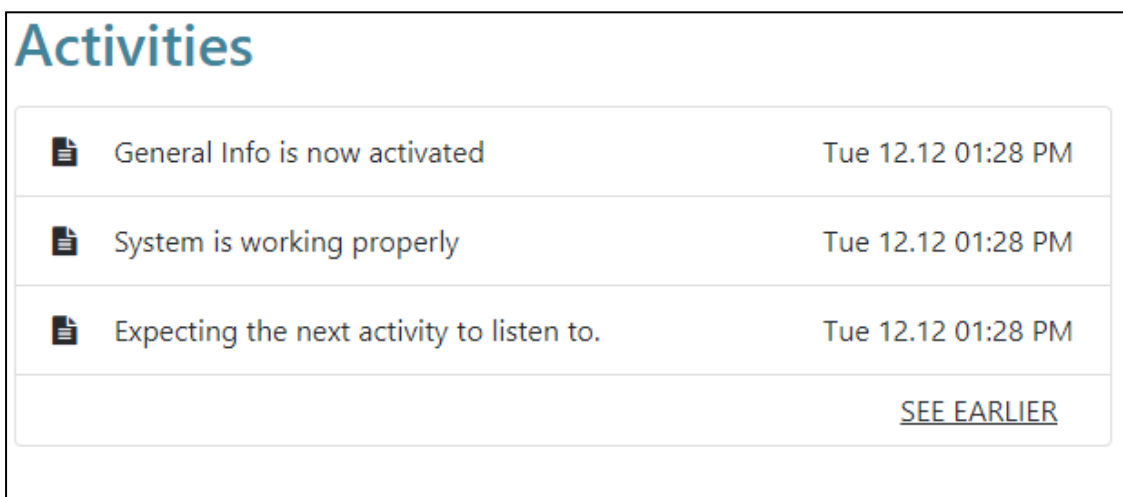 Activities
General Info is now activated Tue 12.12 01:28 PM
System is working properly Tue 12.12 01:28 PM
Expecting the next activity to listen to. Tue 12.12 01:28 PM
SEE EARLIER